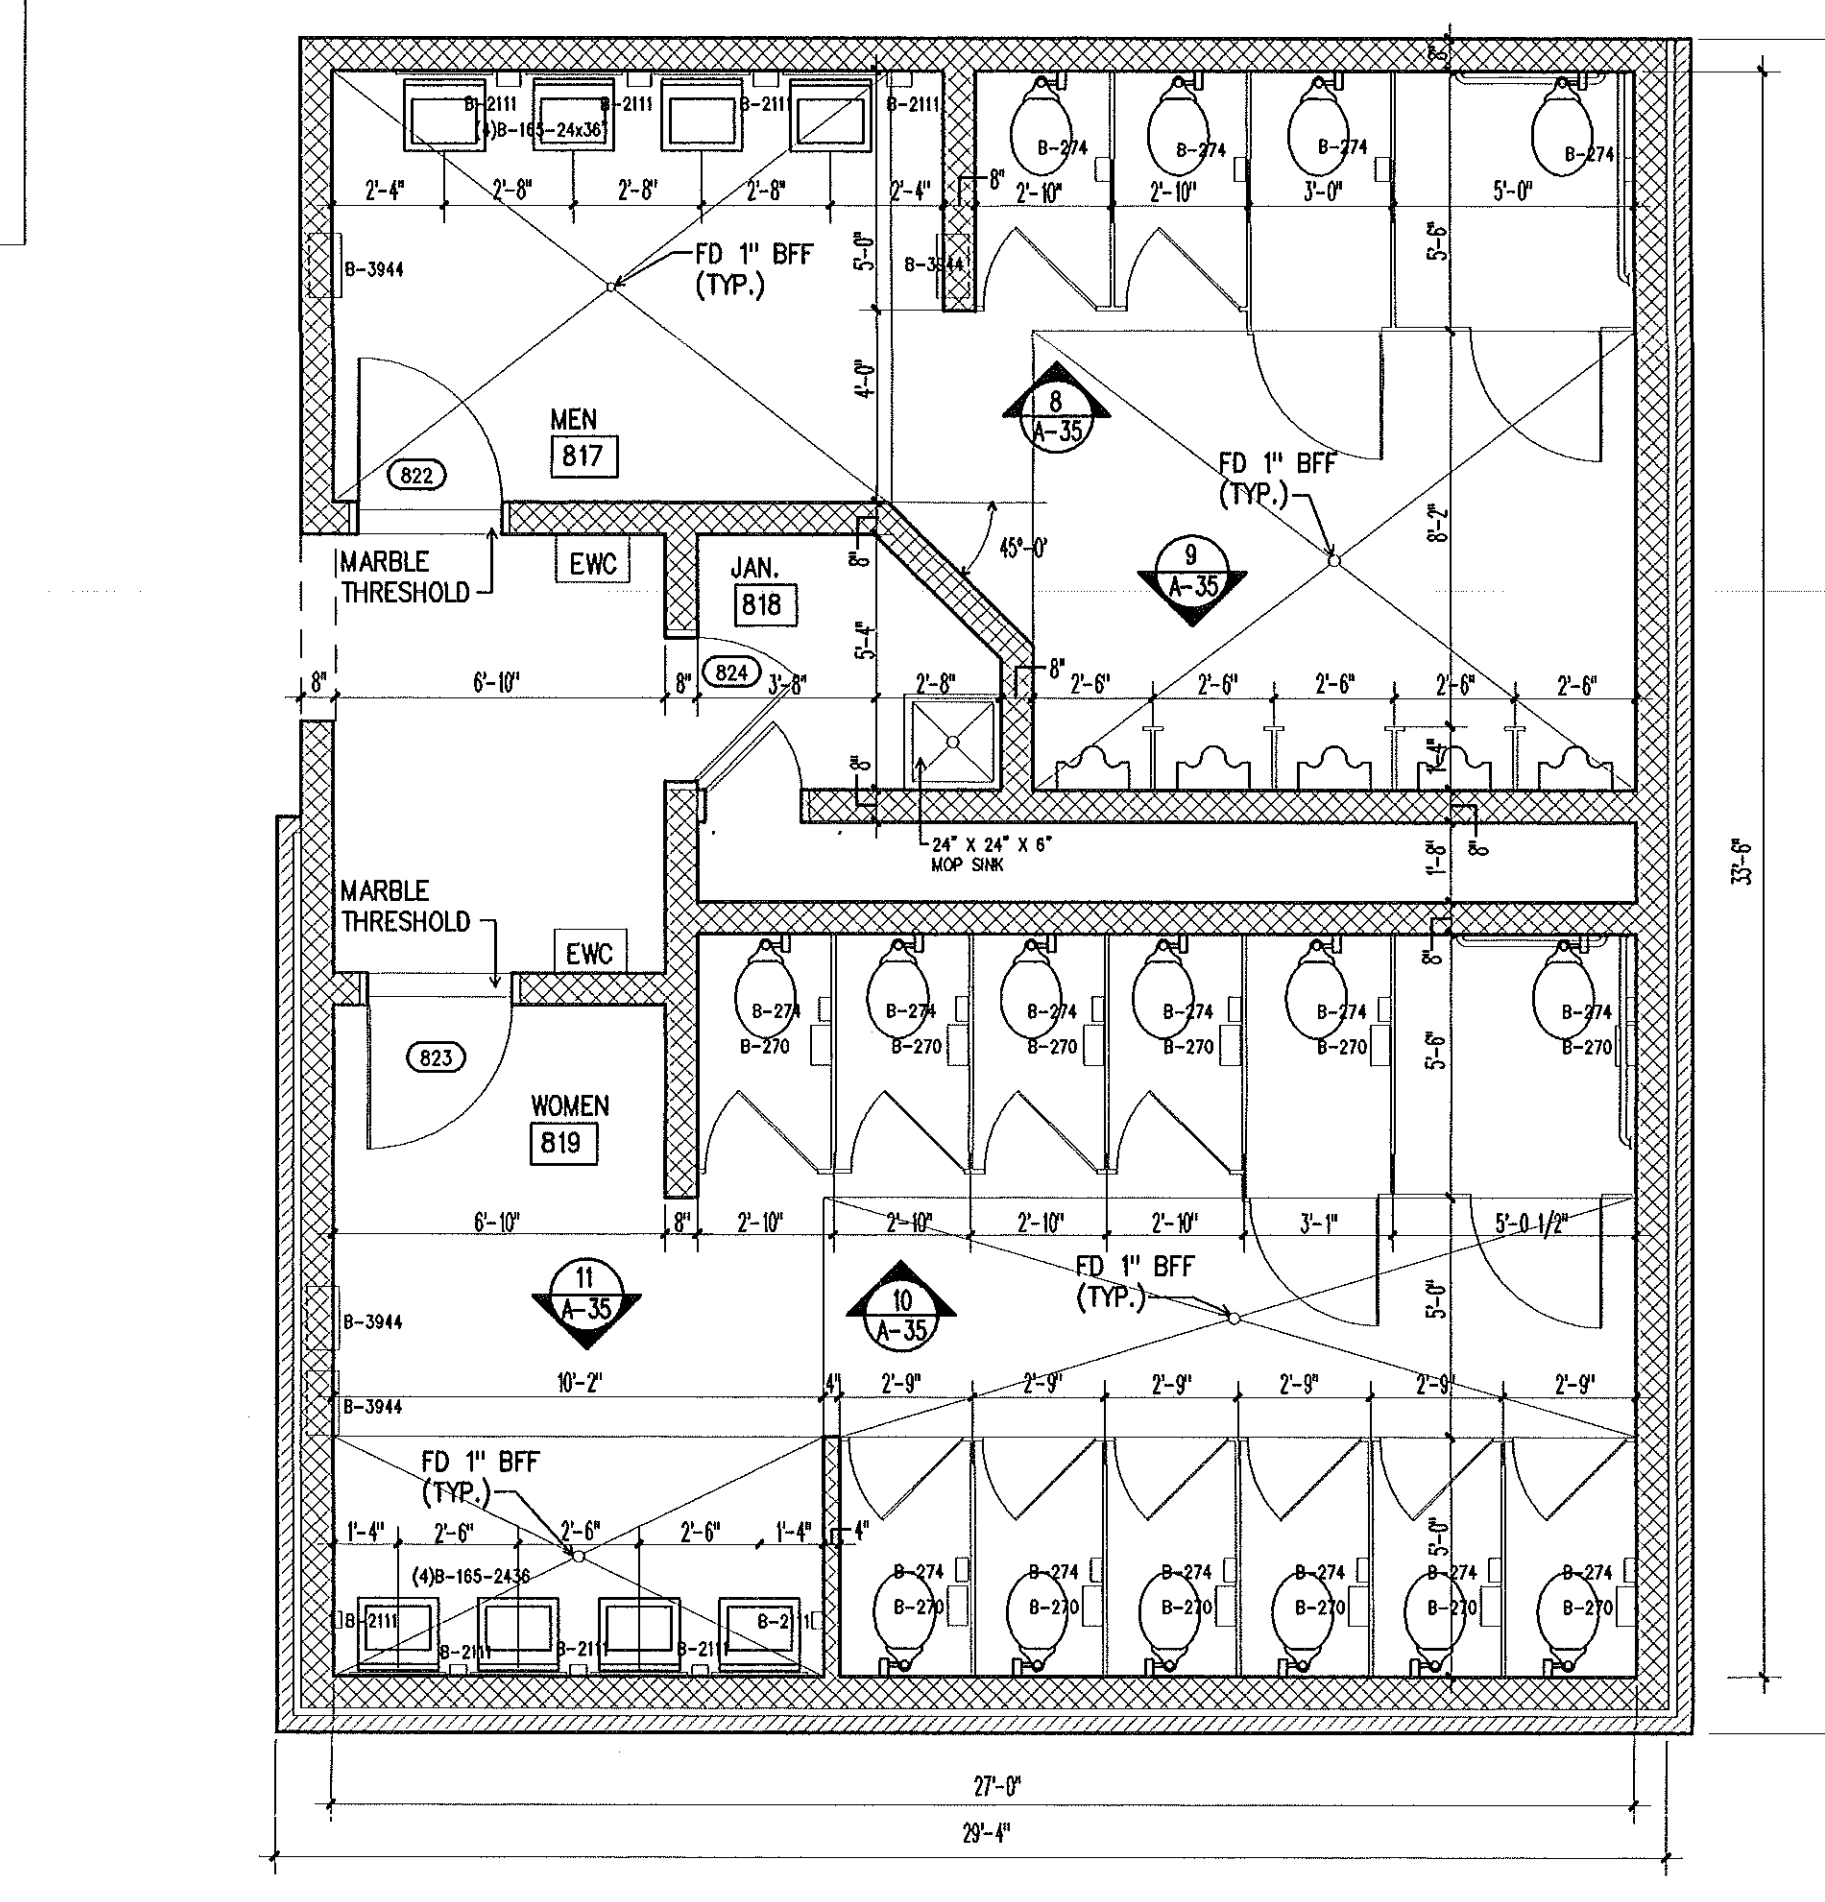 8"
B-2111 B-2111 B-2111 B-2111
(4)B-165-24x36
B-274 B-274 B-274 B-274
2'-4" 2'-8" 2'-8" 2'-8" 2'-4" 8" 2'-10" 2'-10" 3'-0" 5'-0"
B-3944
FD 1" BFF
(TYP.)
5'-0"
B-3944
5'-6"
4'-0"
MEN
817
822
8
A-35
FD 1" BFF
(TYP.)
8'-2"
MARBLE
THRESHOLD
EWC
JAN.
818
8"
45°-0'
9
A-35
5'-4"
824
8" 6'-10" 8" 3'-8" 2'-8" 8" 2'-6" 2'-6" 2'-6" 2'-6" 2'-6"
8"
1'-4"
24" X 24" X 6"
MOP SINK
1'-8"
8"
33'-6"
MARBLE
THRESHOLD
EWC
8"
823
B-274 B-274 B-274 B-274 B-274 B-274
B-270 B-270 B-270 B-270 B-270 B-270
5'-6"
WOMEN
819
6'-10" 8" 2'-10" 2'-10" 2'-10" 2'-10" 3'-1" 5'-0 1/2"
11
A-35
10
A-35
FD 1" BFF
(TYP.)
5'-0"
B-3944
10'-2" 4" 2'-9" 2'-9" 2'-9" 2'-9" 2'-9" 2'-9"
B-3944
FD 1" BFF
(TYP.)
1'-4" 2'-6" 2'-6" 2'-6" 1'-4" 4"
5'-0"
(4)B-165-2436
B-274 B-274 B-274 B-274 B-274 B-274
B-270 B-270 B-270 B-270 B-270 B-270
B-2111 B-2111
B-2111 B-2111 B-2111
27'-0"
29'-4"